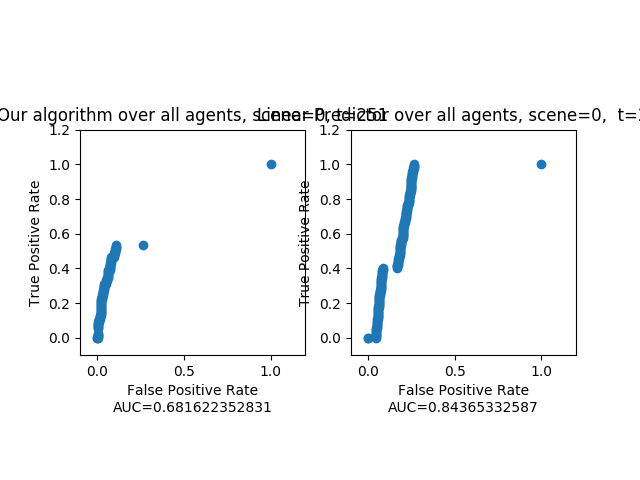 Our algorithm over all agents, scene=0, t=251
Linear Predictor over all agents, scene=0, t=
1.2
1.0
0.8
0.6
0.4
0.2
0.0
True Positive Rate
0.0 0.5 1.0
False Positive Rate
AUC=0.681622352831
1.2
1.0
0.8
0.6
0.4
0.2
0.0
True Positive Rate
0.0 0.5 1.0
False Positive Rate
AUC=0.84365332587